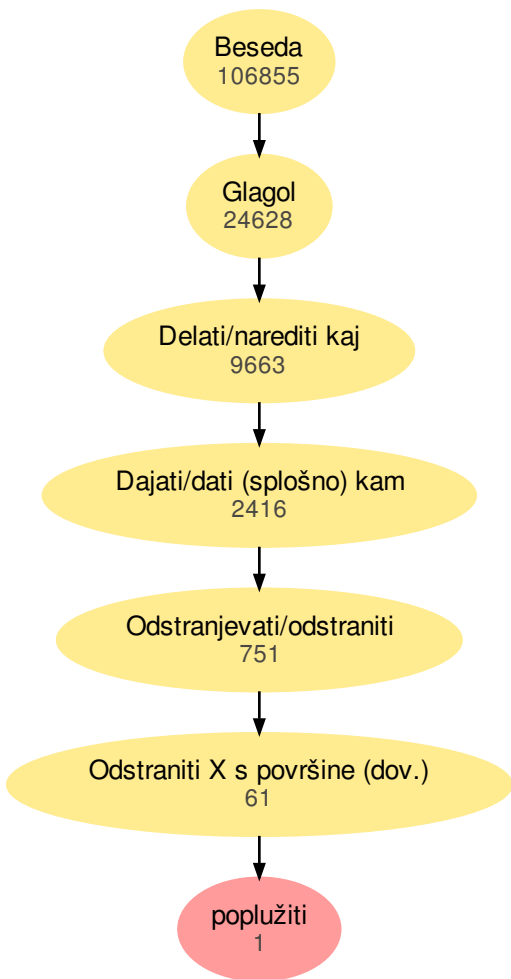 Beseda
106855
Glagol
24628
Delati/narediti kaj
9663
Dajati/dati (splošno) kam
2416
Odstranjevati/odstraniti
751
Odstraniti X s površine (dov.)
61
poplužiti
1